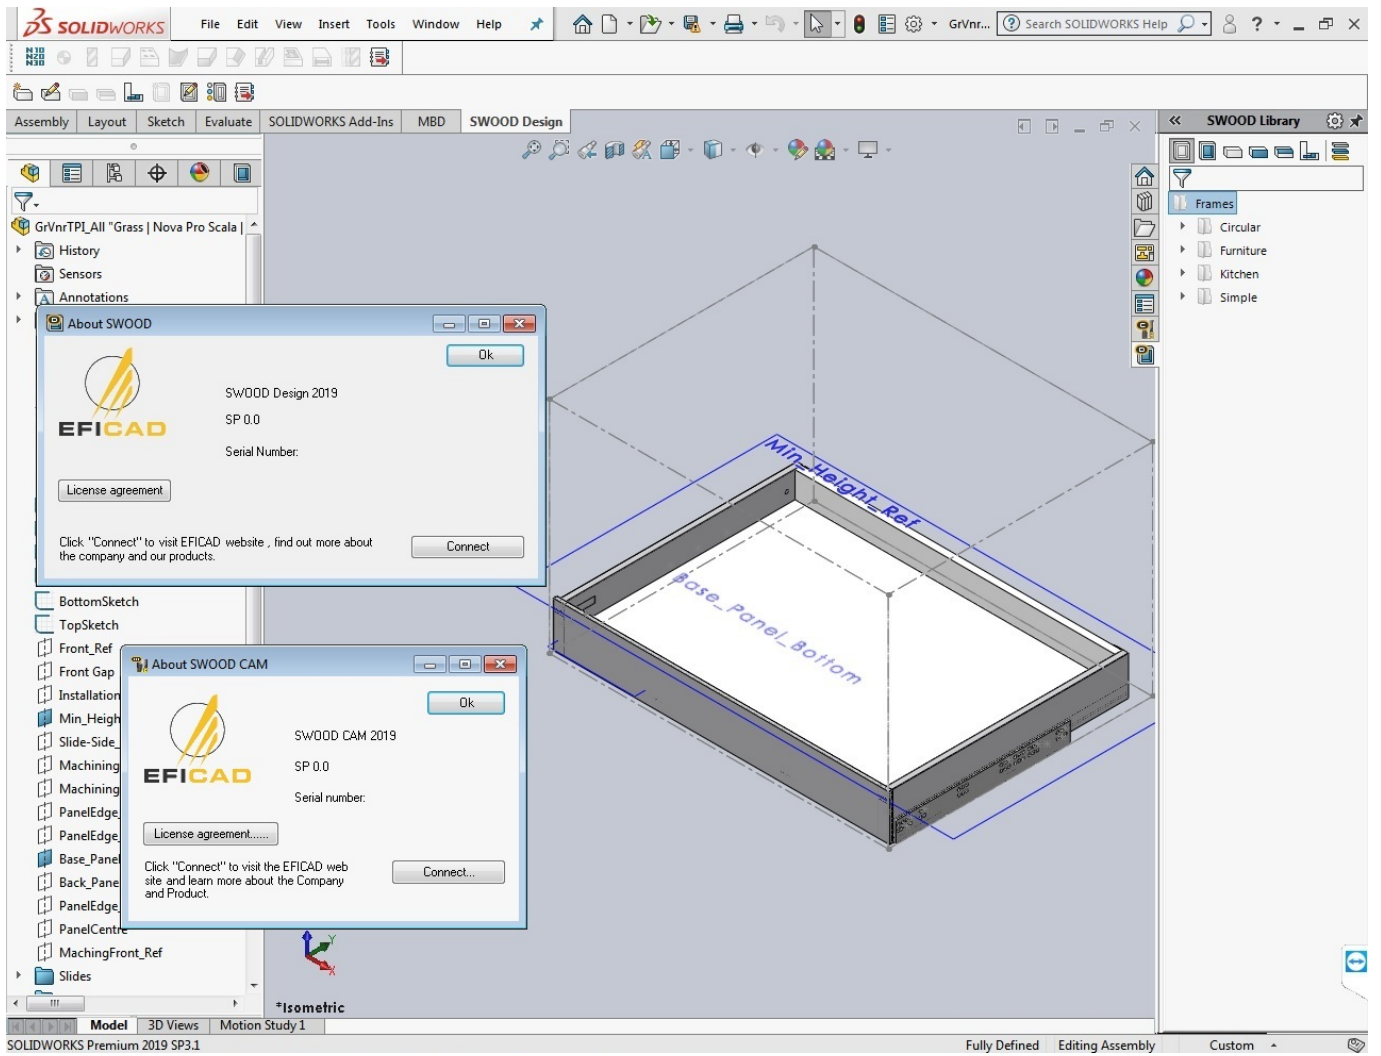 SOLIDWORKS File Edit View Insert Tools Window Help GrVnr... Search SOLIDWORKS Help
N10
N20
N30
Assembly Layout Sketch Evaluate SOLIDWORKS Add-Ins MBD SWOOD Design
SWOOD Library
GrVnrTPI_All "Grass | Nova Pro Scala |
History
Sensors
Annotations
Frames
Circular
Furniture
Kitchen
Simple
About SWOOD
Ok
EFICAD
SWOOD Design 2019
SP 0.0
Serial Number:
License agreement
Click "Connect" to visit EFICAD website , find out more about
the company and our products.
Connect
Min_Height_Ref
Base_Panel_Bottom
BottomSketch
TopSketch
Front_Ref
Front Gap
Installation
Min_Heigh
Slide-Side_
Machining
Machining
PanelEdge_
PanelEdge_
Base_Panel
Back_Pane
PanelEdge_
PanelCentre
MachingFront_Ref
Slides
About SWOOD CAM
Ok
EFICAD
SWOOD CAM 2019
SP 0.0
Serial number:
License agreement......
Click "Connect" to visit the EFICAD web
site and learn more about the Company
and Product.
Connect...
Y
X
*Isometric
Model 3D Views Motion Study 1
SOLIDWORKS Premium 2019 SP3.1
Fully Defined Editing Assembly Custom